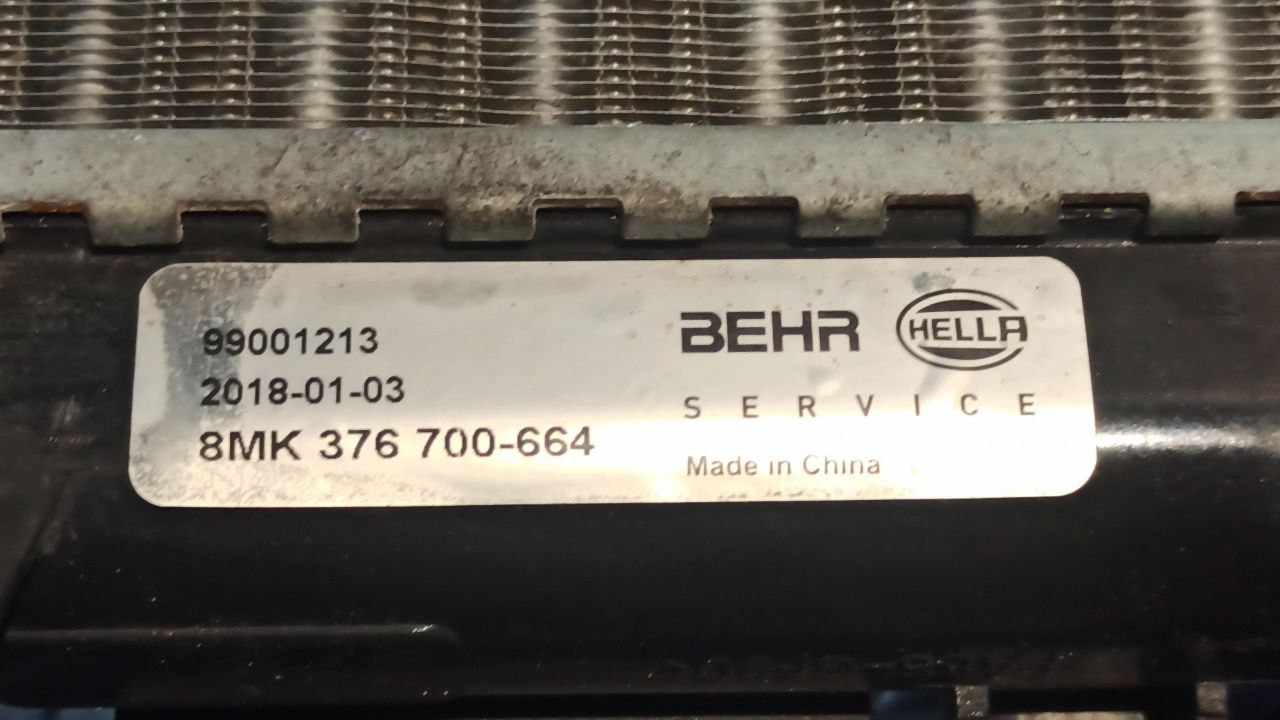 99001213
2018-01-03
8MK 376 700-664
BEHR HELLA
SERVICE
Made in China